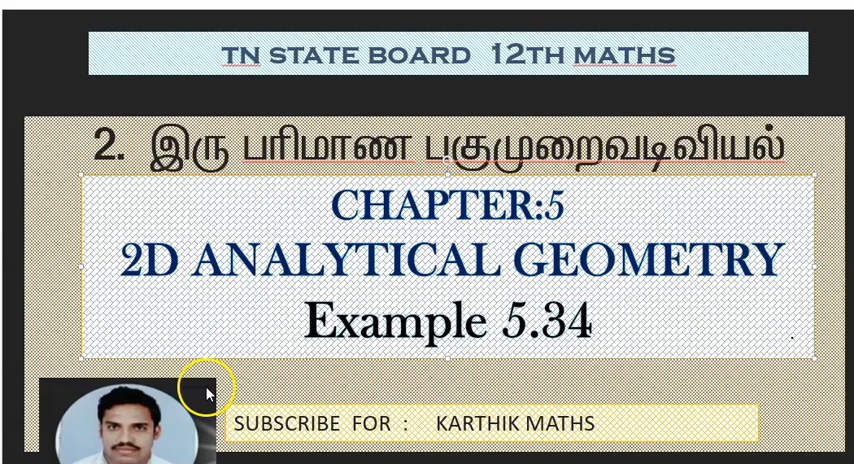 TN STATE BOARD 12TH MATHS
2. இரு பரிமாண பகுமுறைவடிவியல்
CHAPTER:5
2D ANALYTICAL GEOMETRY
Example 5.34
SUBSCRIBE FOR : KARTHIK MATHS